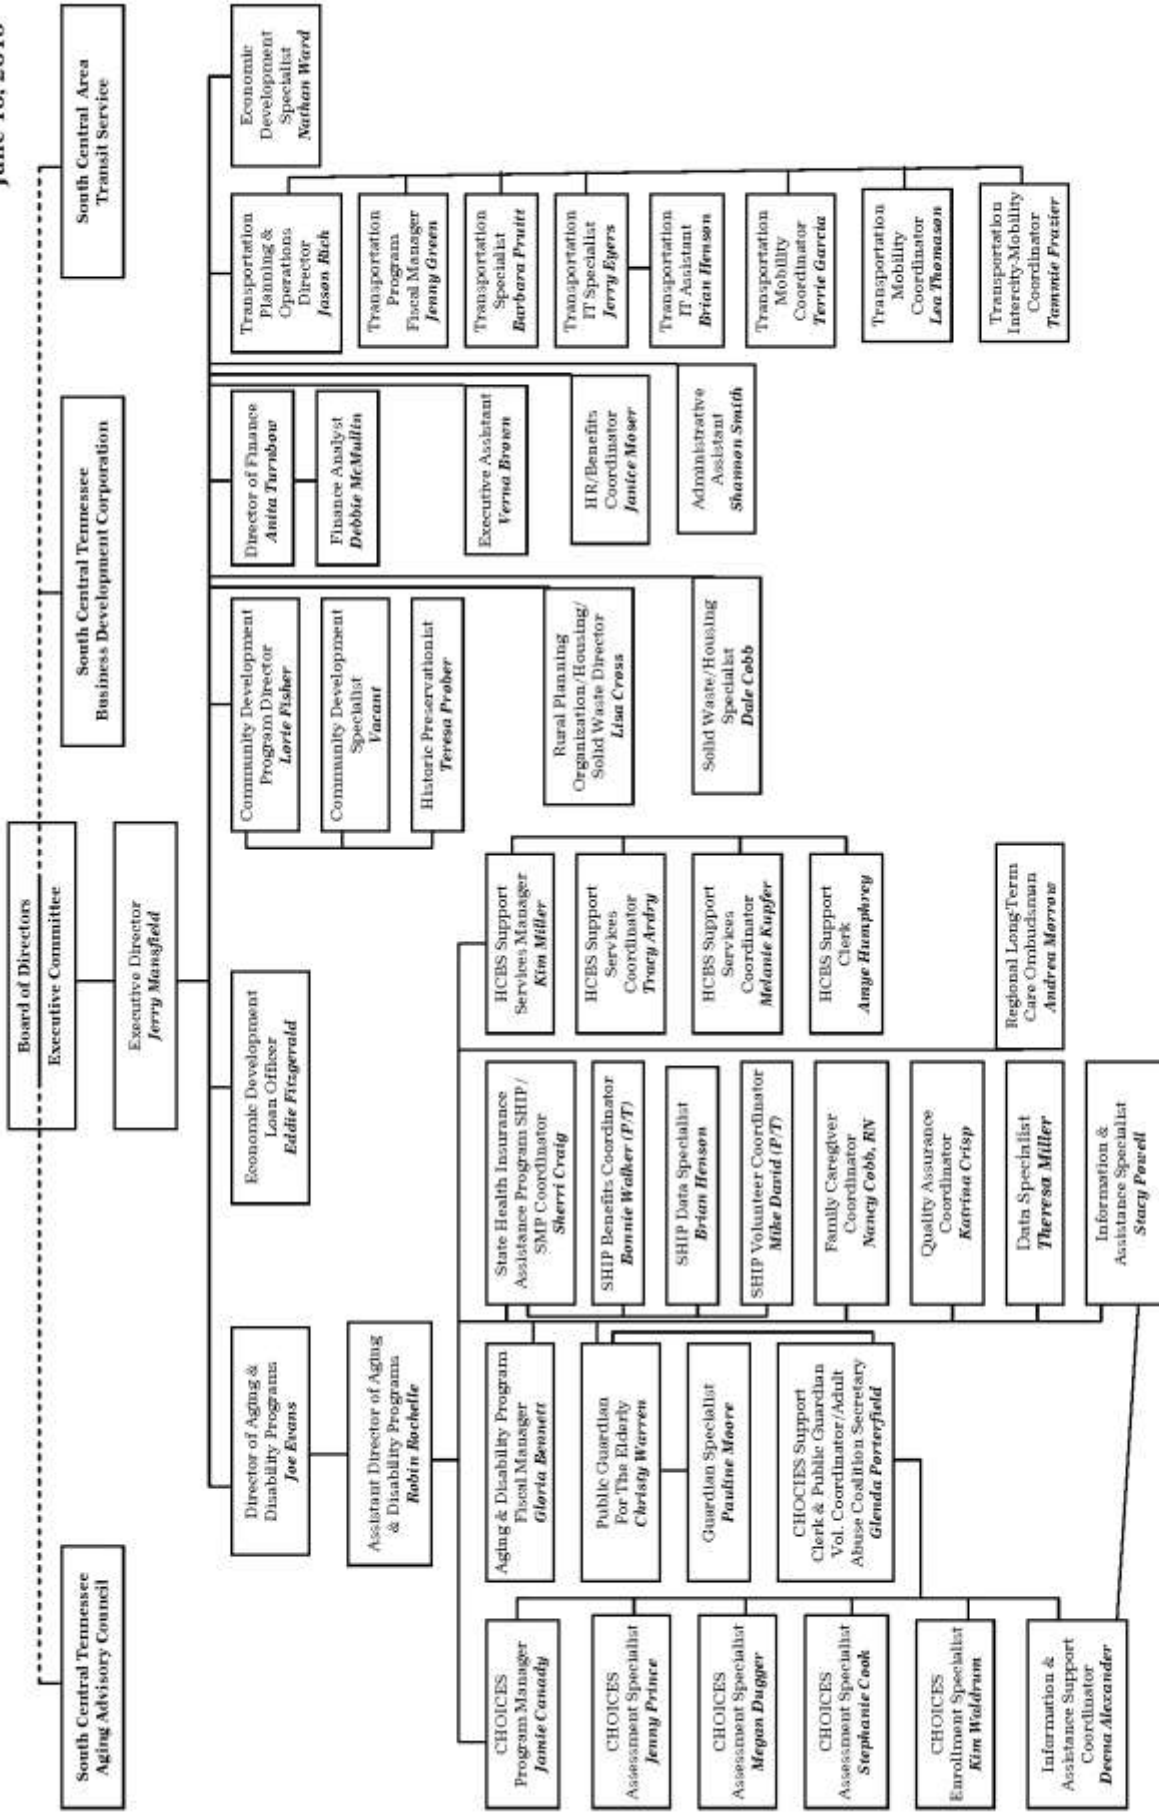 Board of Directors
Executive Committee
South Central Tennessee
Aging Advisory Council
South Central Tennessee
Business Development Corporation
South Central Area
Transit Service
Executive Director
Jerry Mansfield
Director of Aging &
Disability Programs
Joe Evans
Economic Development
Loan Officer
Eddie Fitzgerald
Community Development
Program Director
Lorie Fisher
Community Development
Specialist
Vacant
Historic Preservationist
Teresa Prober
Rural Planning
Organization/Housing/
Solid Waste Director
Lisa Cross
Solid Waste/Housing
Specialist
Dale Cobb
Director of Finance
Anita Turnbow
Finance Analyst
Debbie McMullin
Executive Assistant
Verna Brown
HR/Benefits
Coordinator
Janice Moser
Administrative
Assistant
Shannon Smith
Transportation
Planning &
Operations
Director
Jason Rich
Transportation
Program
Fiscal Manager
Jenny Green
Transportation
Specialist
Barbara Pruitt
Transportation
IT Specialist
Jerry Eyers
Transportation
IT Assistant
Brian Henson
Transportation
Mobility
Coordinator
Terrie Garcia
Transportation
Mobility
Coordinator
Lea Thomason
Transportation
Intercity-Mobility
Coordinator
Tammie Frazier
Economic
Development
Specialist
Nathan Ward
Assistant Director of Aging
& Disability Programs
Robin Rochelle
CHOICES
Program Manager
Jamie Canady
CHOICES
Assessment Specialist
Jenny Prince
CHOICES
Assessment Specialist
Megan Dugger
CHOICES
Assessment Specialist
Stephanie Cook
CHOICES
Enrollment Specialist
Kim Waldrum
Information &
Assistance Support
Coordinator
Deena Alexander
Aging & Disability Program
Fiscal Manager
Gloria Bennett
Public Guardian
For The Elderly
Christy Warren
Guardian Specialist
Pauline Moore
CHOCIES Support
Clerk & Public Guardian
Vol. Coordinator/Adult
Abuse Coalition Secretary
Glenda Porterfield
State Health Insurance
Assistance Program SHIP/
SMP Coordinator
Sherri Craig
SHIP Benefits Coordinator
Bonnie Walker (P/T)
SHIP Data Specialist
Brian Henson
SHIP Volunteer Coordinator
Mike David (P/T)
Family Caregiver
Coordinator
Nancy Cobb, RN
Quality Assurance
Coordinator
Katrina Crisp
Data Specialist
Theresa Miller
Information &
Assistance Specialist
Stacy Powell
HCBS Support
Services Manager
Kim Miller
HCBS Support
Services
Coordinator
Tracy Ardry
HCBS Support
Services
Coordinator
Melanie Kupfer
HCBS Support
Clerk
Amye Humphrey
Regional Long-Term
Care Ombudsman
Andrea Morrow